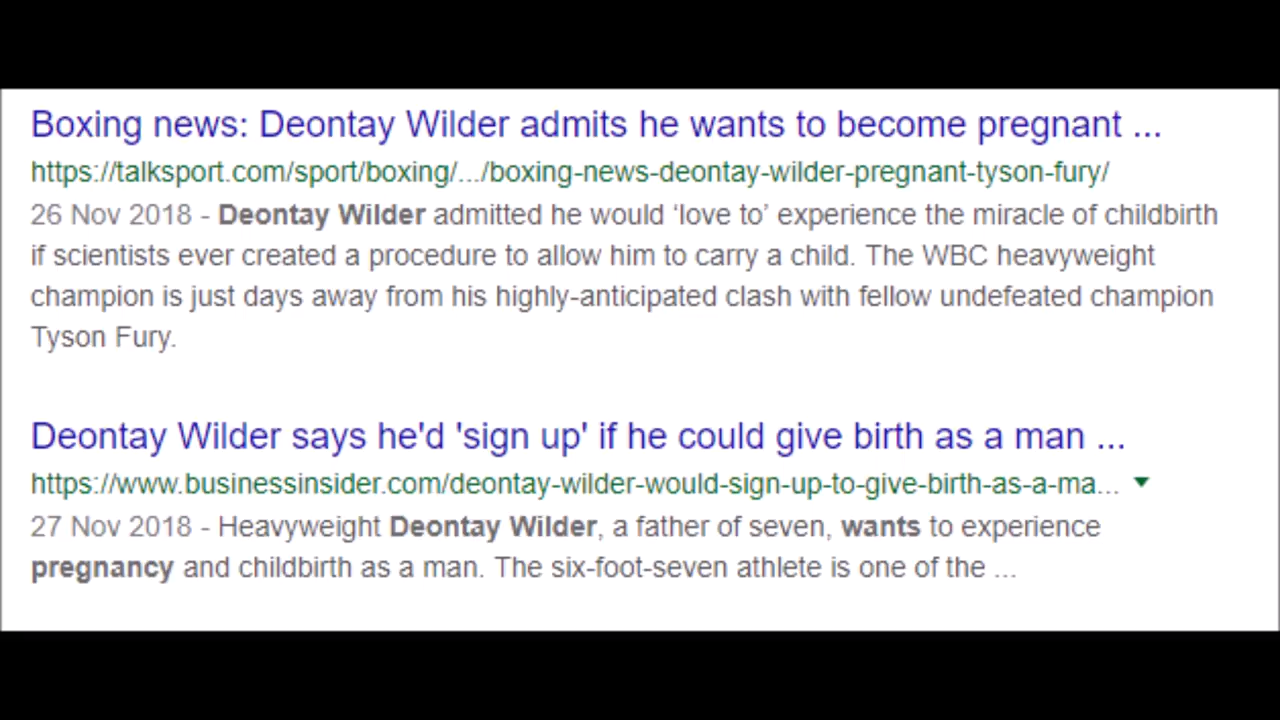 Boxing news: Deontay Wilder admits he wants to become pregnant ...
https://talksport.com/sport/boxing/.../boxing-news-deontay-wilder-pregnant-tyson-fury/
26 Nov 2018 - Deontay Wilder admitted he would ‘love to’ experience the miracle of childbirth
if scientists ever created a procedure to allow him to carry a child. The WBC heavyweight
champion is just days away from his highly-anticipated clash with fellow undefeated champion
Tyson Fury.
Deontay Wilder says he'd 'sign up' if he could give birth as a man ...
https://www.businessinsider.com/deontay-wilder-would-sign-up-to-give-birth-as-a-ma...
27 Nov 2018 - Heavyweight Deontay Wilder, a father of seven, wants to experience
pregnancy and childbirth as a man. The six-foot-seven athlete is one of the ...